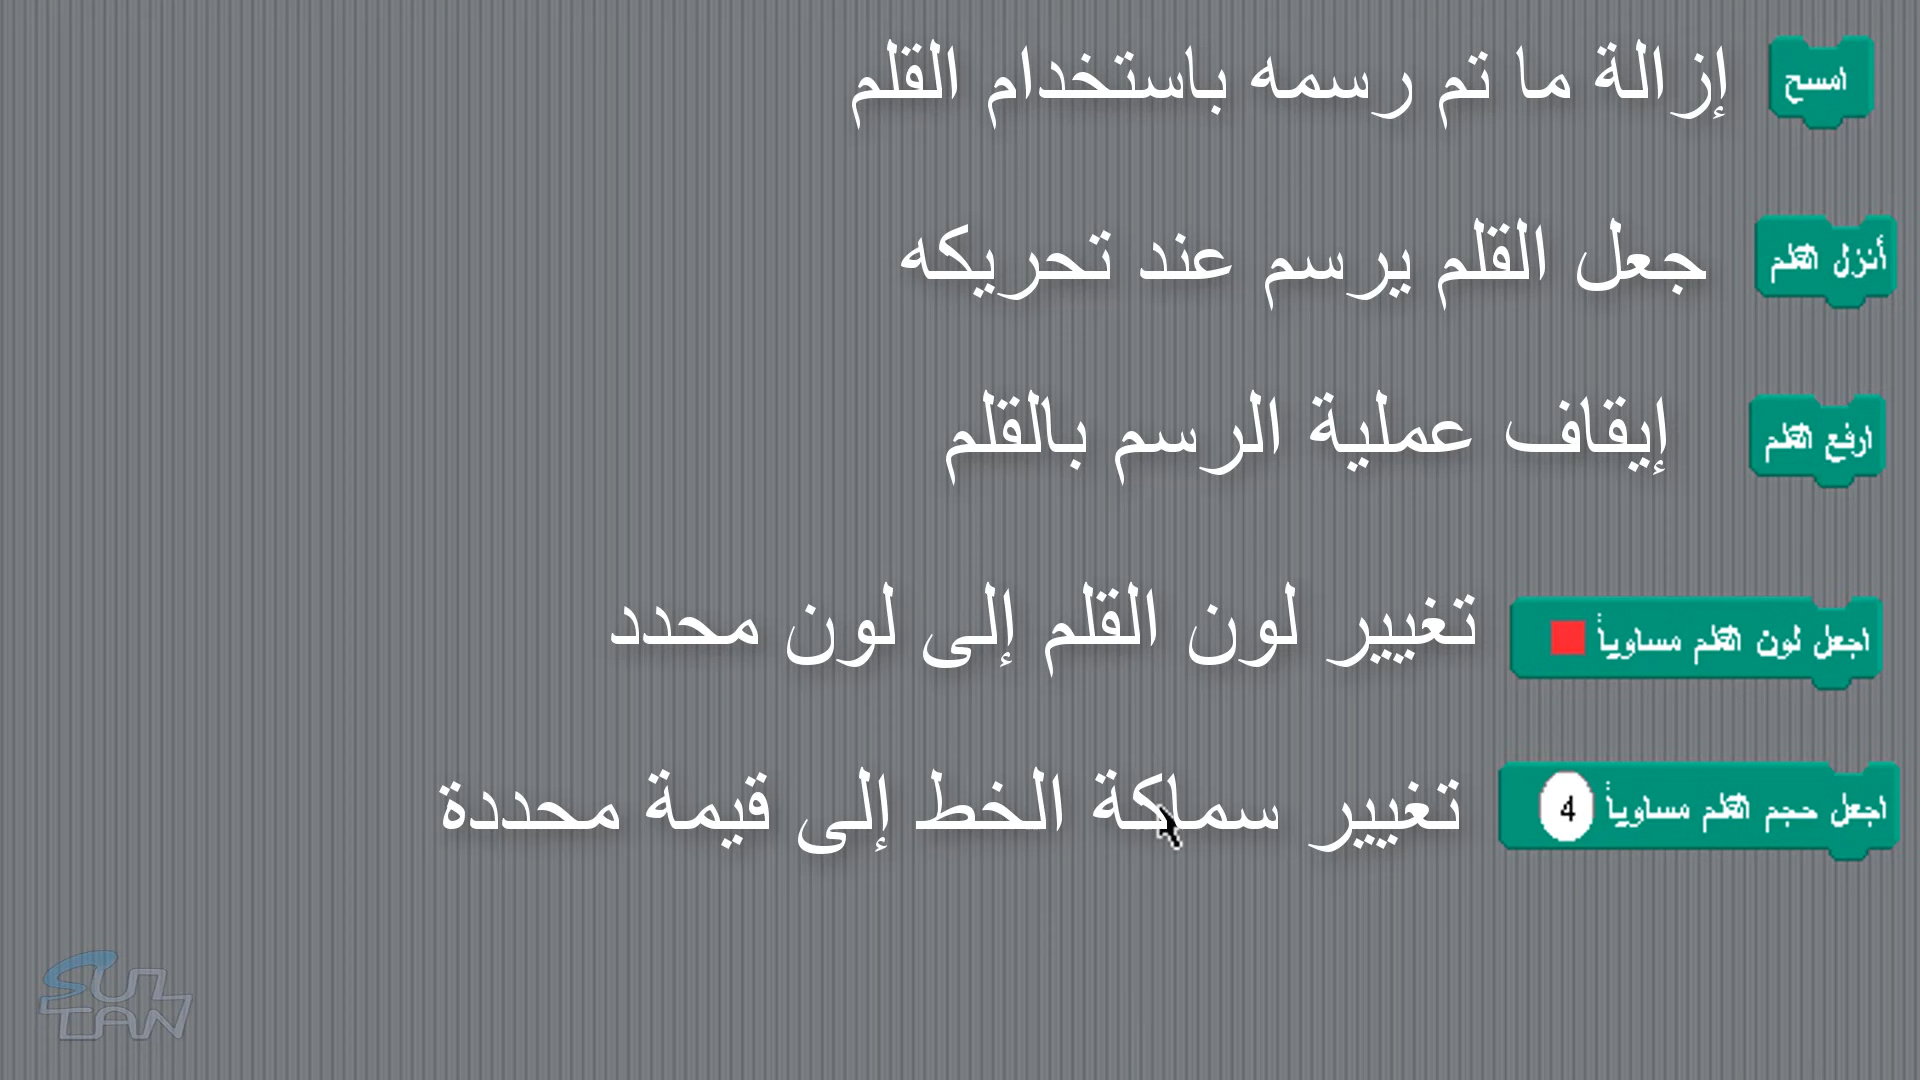 امسح إزالة ما تم رسمه باستخدام القلم
أنزل القلم جعل القلم يرسم عند تحريكه
ارفع القلم إيقاف عملية الرسم بالقلم
اجعل لون القلم مساوياً تغيير لون القلم إلى لون محدد
اجعل حجم القلم مساوياً 4 تغيير سماكة الخط إلى قيمة محددة
SULTAN